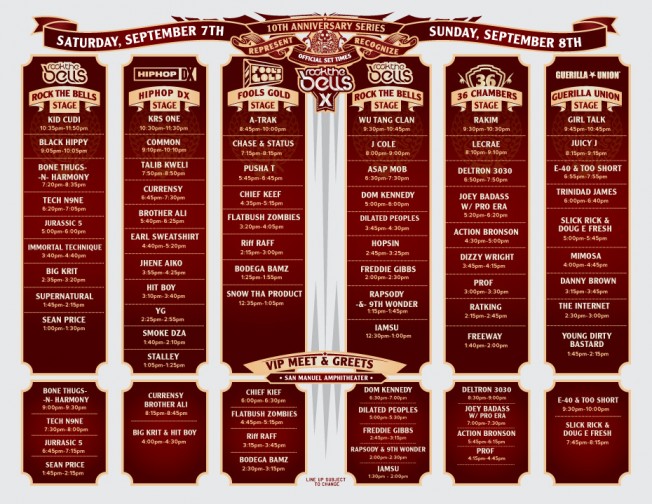 SATURDAY, SEPTEMBER 7TH
10TH ANNIVERSARY SERIES
REPRESENT
RECOGNIZE
OFFICIAL SET TIMES
rock the bells
X
SUNDAY, SEPTEMBER 8TH
rock the bells
ROCK THE BELLS
STAGE
KID CUDI
10:35pm-11:50pm
BLACK HIPPY
9:05pm-10:05pm
BONE THUGS-
-N- HARMONY
7:20pm-8:35pm
TECH N9NE
6:20pm-7:05pm
JURASSIC 5
5:00pm-6:00pm
IMMORTAL TECHNIQUE
3:40pm-4:40pm
BIG KRIT
2:35pm-3:20pm
SUPERNATURAL
1:45pm-2:15pm
SEAN PRICE
1:00pm-1:30pm
HIPHOP DX
HIPHOP DX
STAGE
KRS ONE
10:30pm-11:30pm
COMMON
9:10pm-10:10pm
TALIB KWELI
7:50pm-8:50pm
CURRENSY
6:45pm-7:30pm
BROTHER ALI
5:40pm-6:25pm
EARL SWEATSHIRT
4:40pm-5:20pm
JHENE AIKO
3:55pm-4:25pm
HIT BOY
3:10pm-3:40pm
YG
2:25pm-2:55pm
SMOKE DZA
1:40pm-2:10pm
STALLEY
1:05pm-1:25pm
FOOL'S GOLD
FOOLS GOLD
STAGE
A-TRAK
8:45pm-10:00pm
CHASE & STATUS
7:15pm-8:15pm
PUSHA T
5:45pm-6:45pm
CHIEF KEEF
4:35pm-5:15pm
FLATBUSH ZOMBIES
3:20pm-4:05pm
Riff RAFF
2:15pm-3:00pm
BODEGA BAMZ
1:25pm-1:55pm
SNOW THA PRODUCT
12:35pm-1:05pm
rock the bells
ROCK THE BELLS
STAGE
WU TANG CLAN
9:30pm-10:45pm
J COLE
8:00pm-9:00pm
ASAP MOB
6:30pm-7:30pm
DOM KENNEDY
5:00pm-6:00pm
DILATED PEOPLES
3:45pm-4:30pm
HOPSIN
2:45pm-3:25pm
FREDDIE GIBBS
2:00pm-2:30pm
RAPSODY
-&- 9TH WONDER
1:15pm-1:45pm
IAMSU
12:30pm-1:00pm
36
36 CHAMBERS
STAGE
RAKIM
9:30pm-10:30pm
LECRAE
8:10pm-9:10pm
DELTRON 3030
6:50pm-7:50pm
JOEY BADASS
W/ PRO ERA
5:20pm-6:20pm
ACTION BRONSON
4:30pm-5:00pm
DIZZY WRIGHT
3:45pm-4:15pm
PROF
3:00pm-3:30pm
RATKING
2:15pm-2:45pm
FREEWAY
1:40pm-2:00pm
GUERILLA UNION
GUERILLA UNION
STAGE
GIRL TALK
9:45pm-10:45pm
JUICY J
8:15pm-9:15pm
E-40 & TOO SHORT
6:55pm-7:55pm
TRINIDAD JAMES
6:00pm-6:40pm
SLICK RICK &
DOUG E FRESH
5:00pm-5:45pm
MIMOSA
4:00pm-4:45pm
DANNY BROWN
3:15pm-3:45pm
THE INTERNET
2:30pm-3:00pm
YOUNG DIRTY
BASTARD
1:45pm-2:15pm
VIP MEET & GREETS
• SAN MANUEL AMPHITHEATER •
BONE THUGS-
-N- HARMONY
9:00pm-9:30pm
TECH N9NE
7:30pm-8:00pm
JURRASIC 5
6:45pm-7:15pm
SEAN PRICE
1:45pm-2:15pm
CURRENSY
BROTHER ALI
8:15pm-8:45pm
BIG KRIT & HIT BOY
4:00pm-4:30pm
CHIEF KIEF
6:00pm-6:30pm
FLATBUSH ZOMBIES
4:45pm-5:15pm
Riff RAFF
3:15pm-3:45pm
BODEGA BAMZ
2:30pm-3:15pm
DOM KENNEDY
6:30pm-7:00pm
DILATED PEOPLES
5:00pm-5:30pm
FREDDIE GIBBS
2:45pm-3:15pm
RAPSODY & 9TH WONDER
2:00pm-2:30pm
IAMSU
1:30pm - 2:00pm
DELTRON 3030
8:30pm-9:00pm
JOEY BADASS
W/ PRO ERA
7:00pm-7:30pm
ACTION BRONSON
5:45pm-6:15pm
PROF
4:15pm-4:45pm
E-40 & TOO SHORT
9:30pm-10:00pm
SLICK RICK &
DOUG E FRESH
7:45pm-8:15pm
LINE UP SUBJECT
TO CHANGE